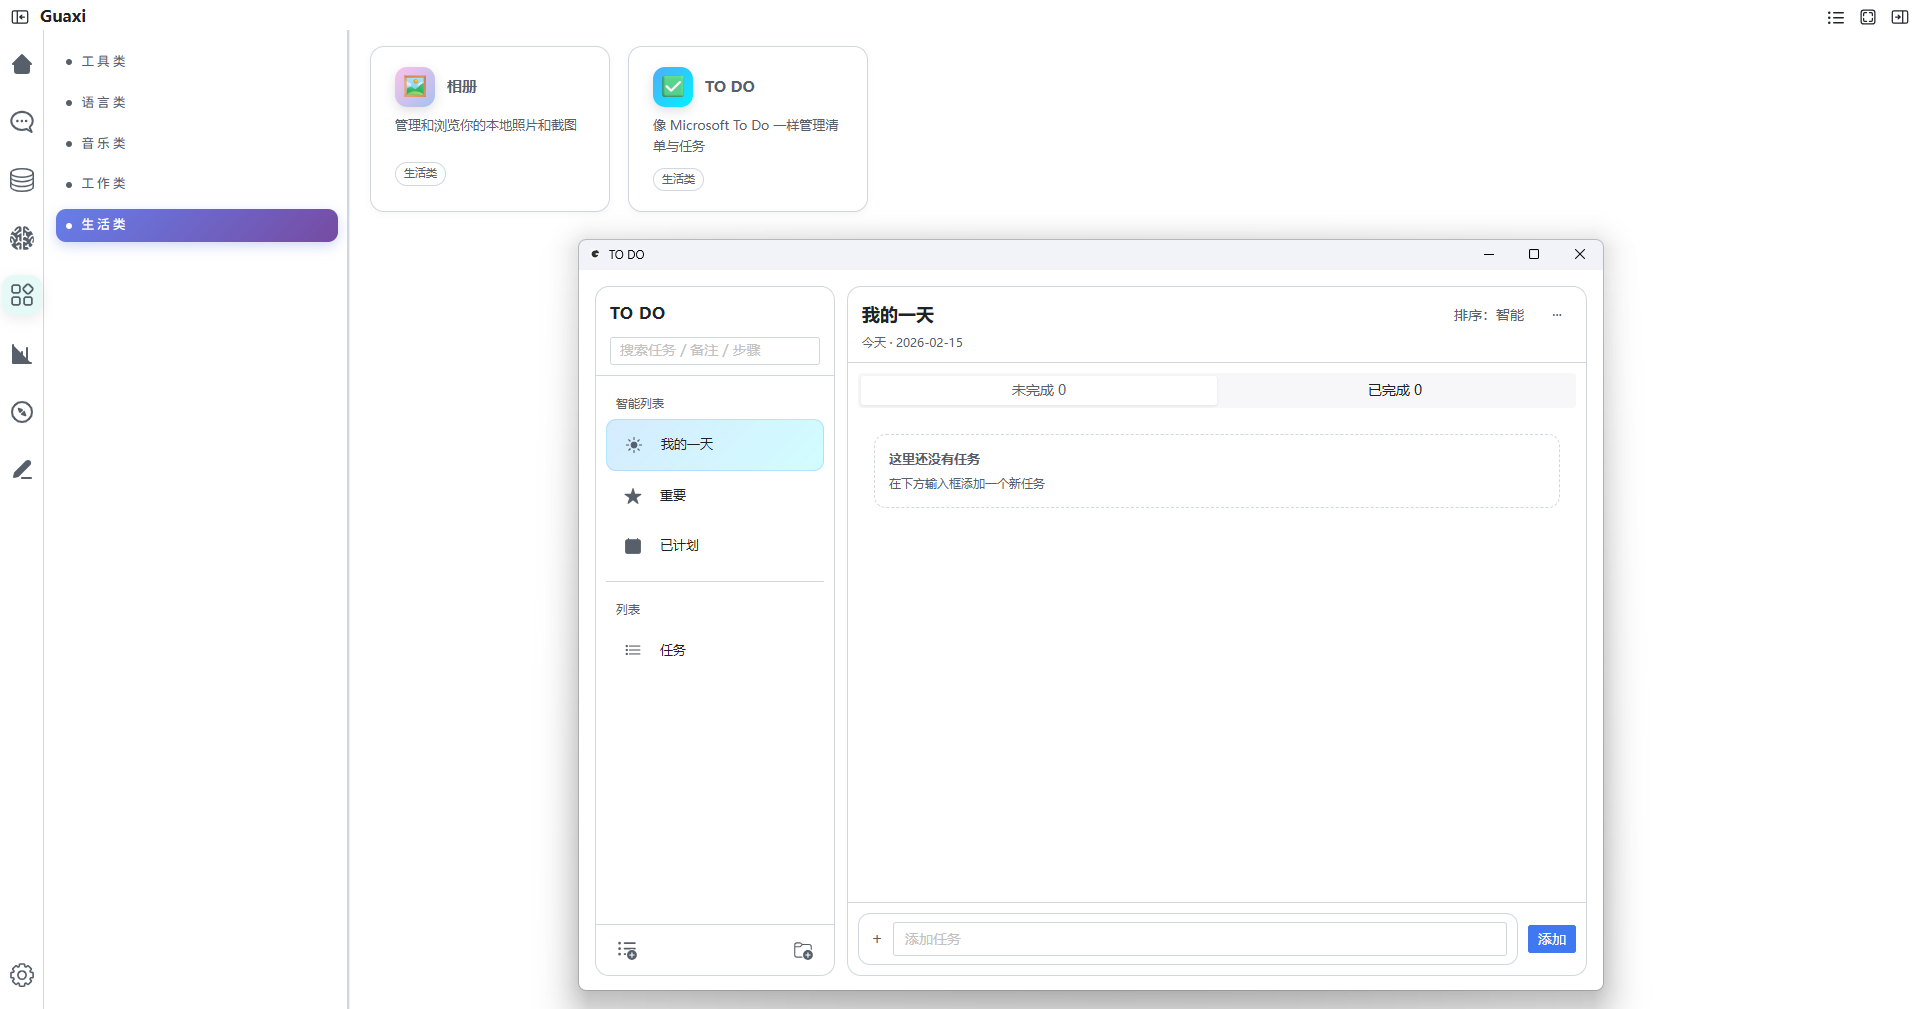 Guaxi
工具类
语言类
音乐类
工作类
生活类
相册
管理和浏览你的本地照片和截图
生活类
TO DO
像 Microsoft To Do 一样管理清
单与任务
生活类
TO DO
TO DO
搜索任务 / 备注 / 步骤
智能列表
我的一天
重要
已计划
列表
任务
我的一天
今天 · 2026-02-15
排序：智能
···
未完成 0
已完成 0
这里还没有任务
在下方输入框添加一个新任务
+
添加任务
添加